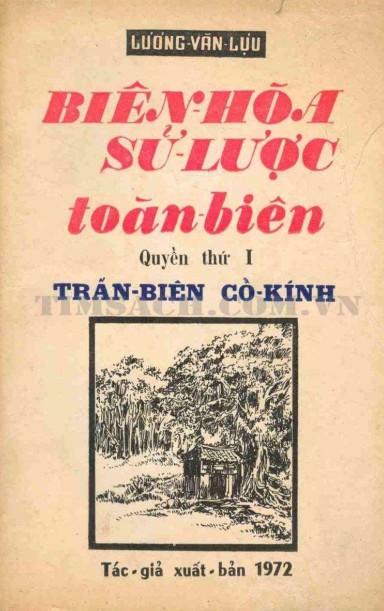 LƯƠNG-VĂN-LỰU
BIÊN-HÒA
SỬ-LƯỢC
toàn-biên
Quyển thứ I
TRẤN-BIÊN CỔ-KÍNH
TIMSACH.COM.VN
Tác-giả xuất-bản 1972